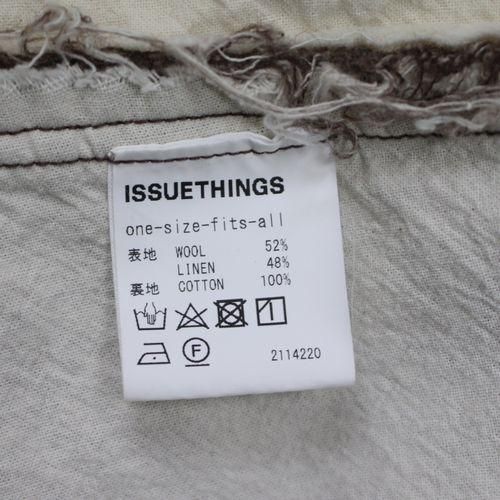 ISSUETHINGS
one-size-fits-all
表地 WOOL 52%
LINEN 48%
裏地 COTTON 100%
F
2114220